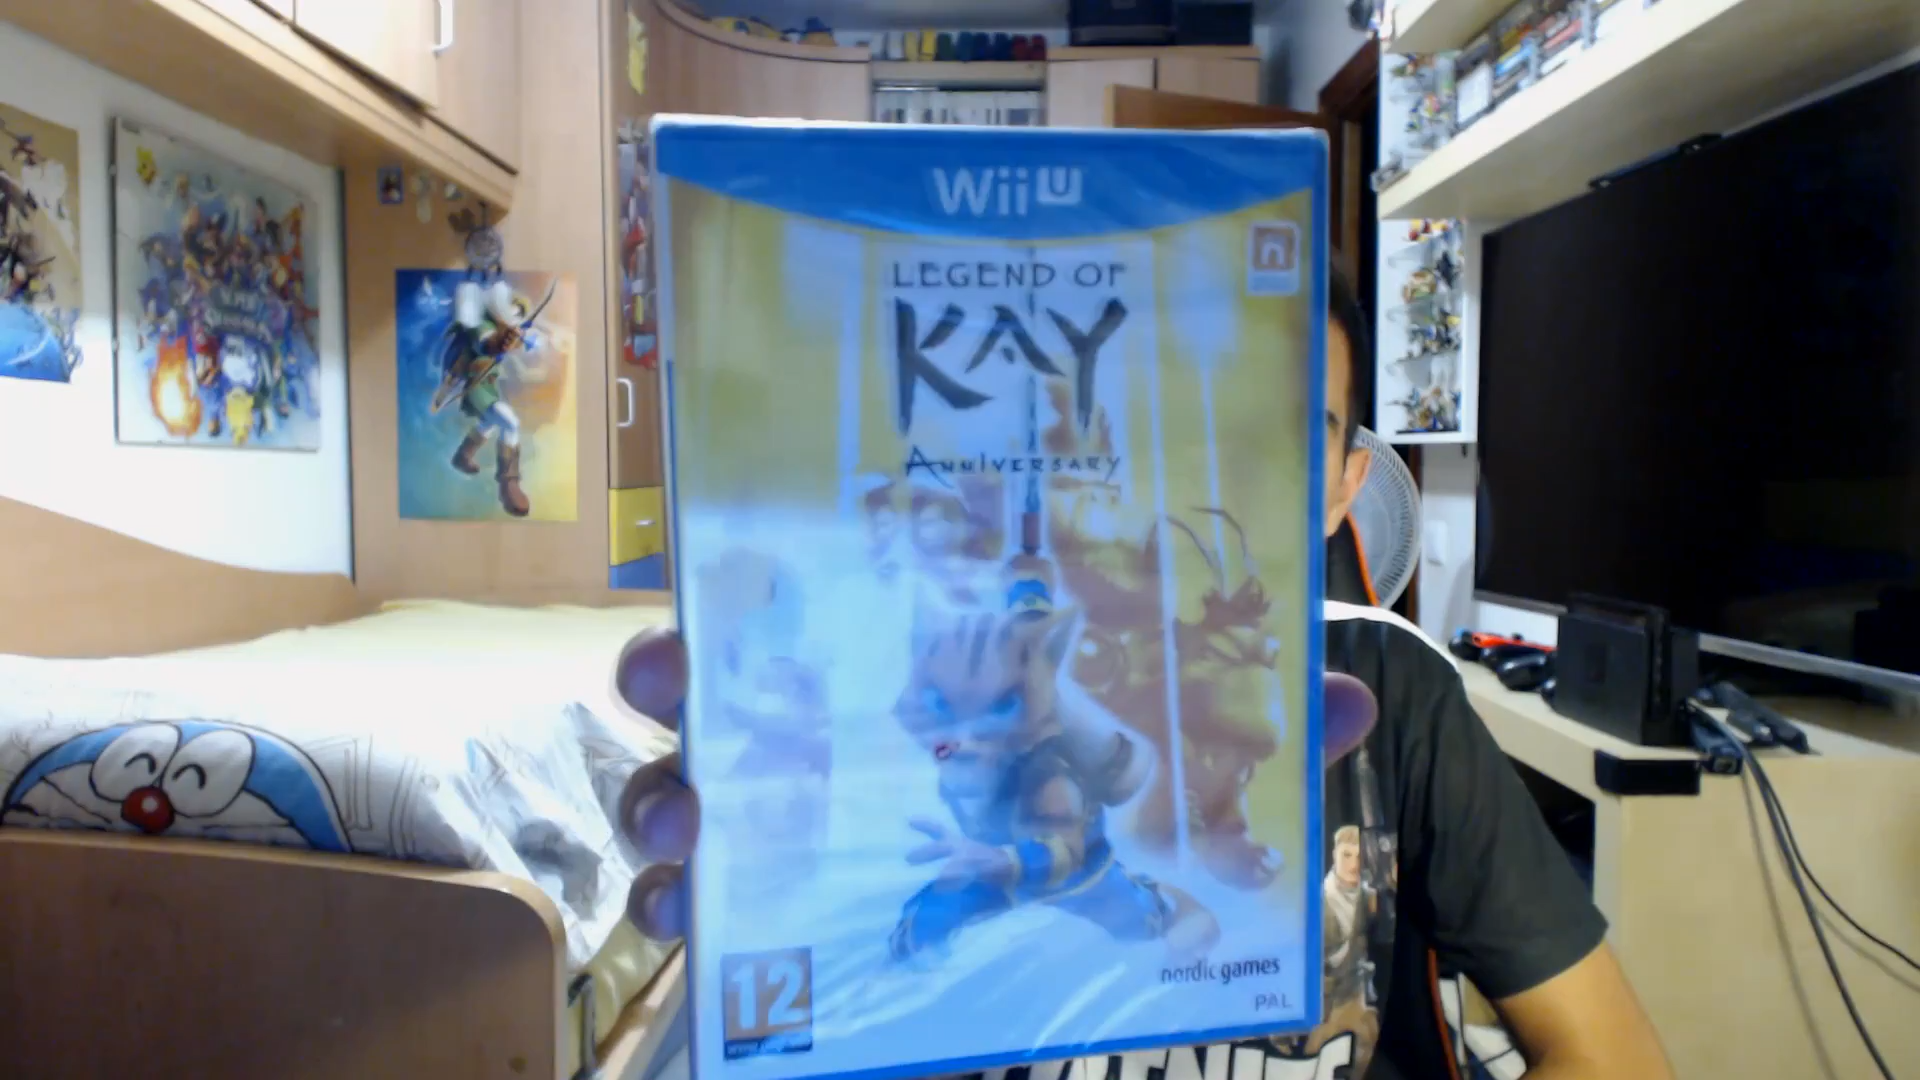 Wii U
LEGEND OF
KAY
ANNIVERSARY
12
nordic games
PAL